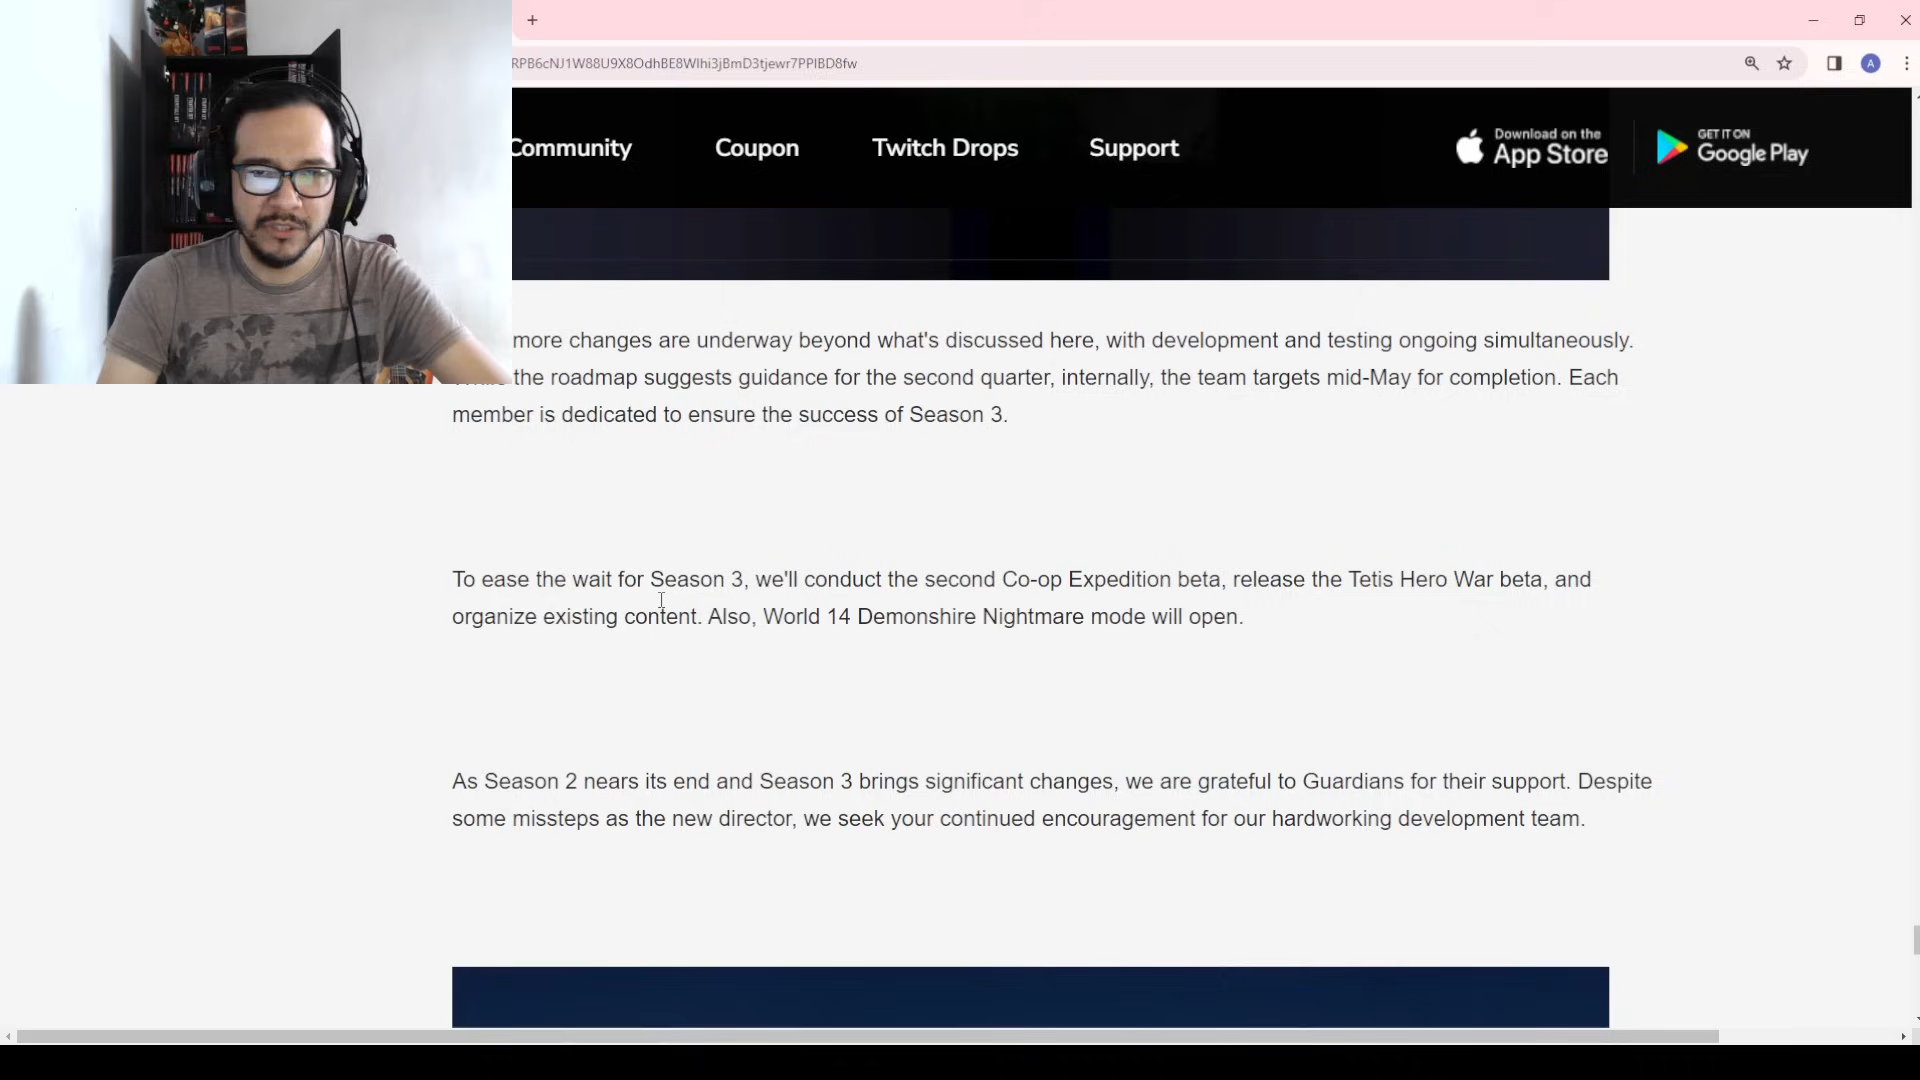 RPB6cNJ1W88U9X8OdhBE8WIhi3jBmD3tjewr7PPIBD8fw
A
Community
Coupon
Twitch Drops
Support
Download on the
App Store
GET IT ON
Google Play
more changes are underway beyond what's discussed here, with development and testing ongoing simultaneously.
the roadmap suggests guidance for the second quarter, internally, the team targets mid-May for completion. Each
member is dedicated to ensure the success of Season 3.
To ease the wait for Season 3, we'll conduct the second Co-op Expedition beta, release the Tetis Hero War beta, and
organize existing content. Also, World 14 Demonshire Nightmare mode will open.
As Season 2 nears its end and Season 3 brings significant changes, we are grateful to Guardians for their support. Despite
some missteps as the new director, we seek your continued encouragement for our hardworking development team.